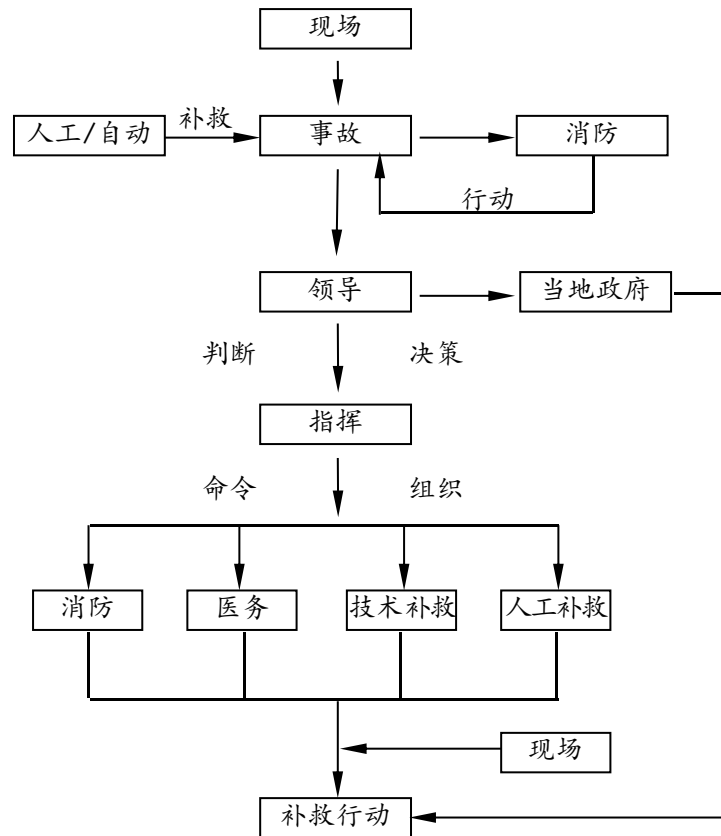 现场
补救
人工/自动
事故
消防
行动
领导
当地政府
判断
决策
指挥
命令
组织
消防
医务
技术补救
人工补救
现场
补救行动